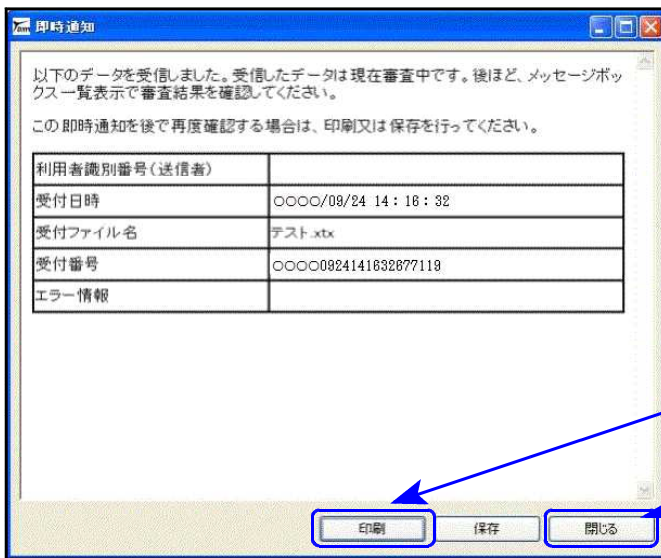 即時通知
以下のデータを受信しました。受信したデータは現在審査中です。後ほど、メッセージボッ
クス一覧表示で審査結果を確認してください。
この即時通知を後で再度確認する場合は、印刷又は保存を行ってください。
利用者識別番号(送信者)
受付日時 ○○○○/09/24 14:16:32
受付ファイル名 テスト.xtx
受付番号 ○○○○0924141632677119
エラー情報
印刷 保存 閉じる